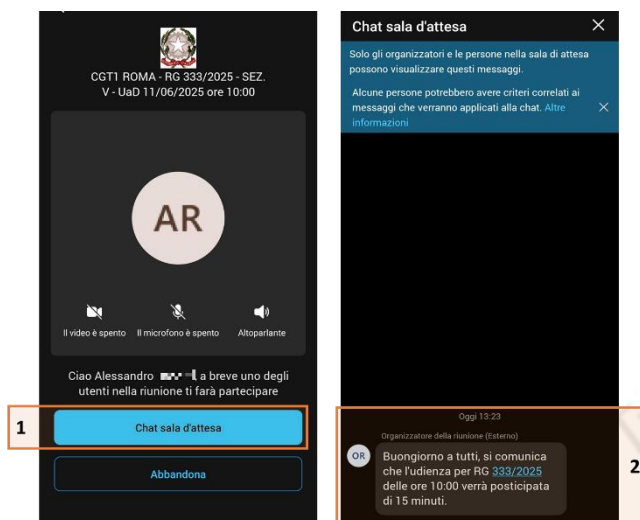 CGT1 ROMA - RG 333/2025 - SEZ.
V - UaD 11/06/2025 ore 10:00
AR
Il video è spento
Il microfono è spento
Altoparlante
Ciao Alessandro a breve uno degli
utenti nella riunione ti farà partecipare
1
Chat sala d'attesa
Abbandona
Chat sala d'attesa
Solo gli organizzatori e le persone nella sala di attesa
possono visualizzare questi messaggi.
Alcune persone potrebbero avere criteri correlati ai
messaggi che verranno applicati alla chat. Altre
informazioni
Oggi 13:23
Organizzatore della riunione (Esterno)
OR
Buongiorno a tutti, si comunica
che l'udienza per RG 333/2025
delle ore 10:00 verrà posticipata
di 15 minuti.
2